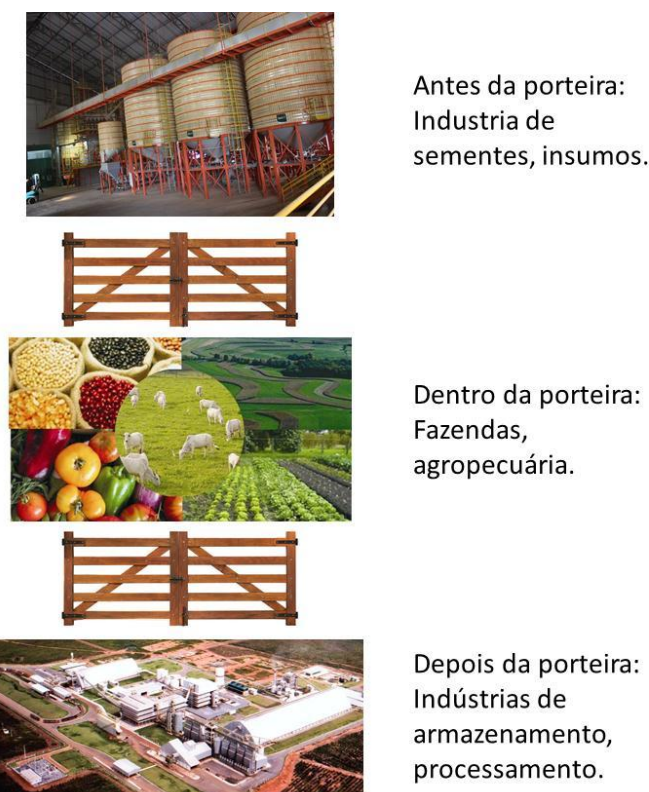 Antes da porteira:
Industria de
sementes, insumos.
Dentro da porteira:
Fazendas,
agropecuária.
Depois da porteira:
Indústrias de
armazenamento,
processamento.